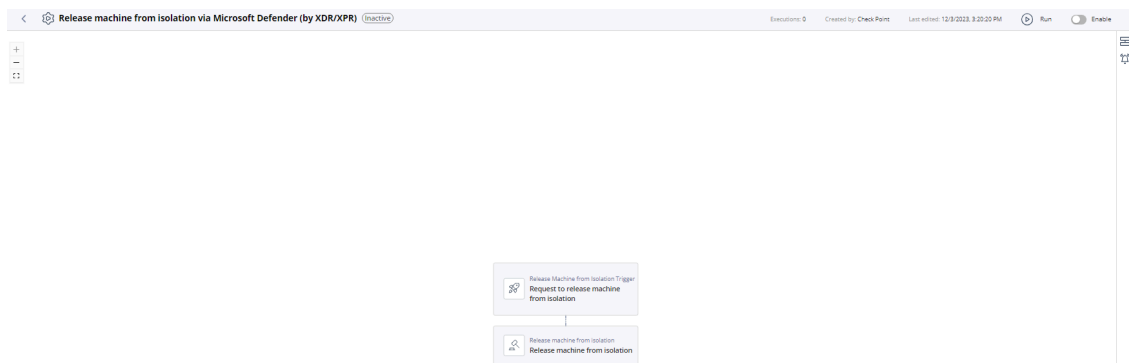 Release machine from isolation via Microsoft Defender (by XDR/XPR) Inactive
Executions: 0 Created by: Check Point Last edited: 12/3/2023, 3:20:20 PM Run Enable
Release Machine from Isolation Trigger
Request to release machine
from isolation
Release machine from isolation
Release machine from isolation